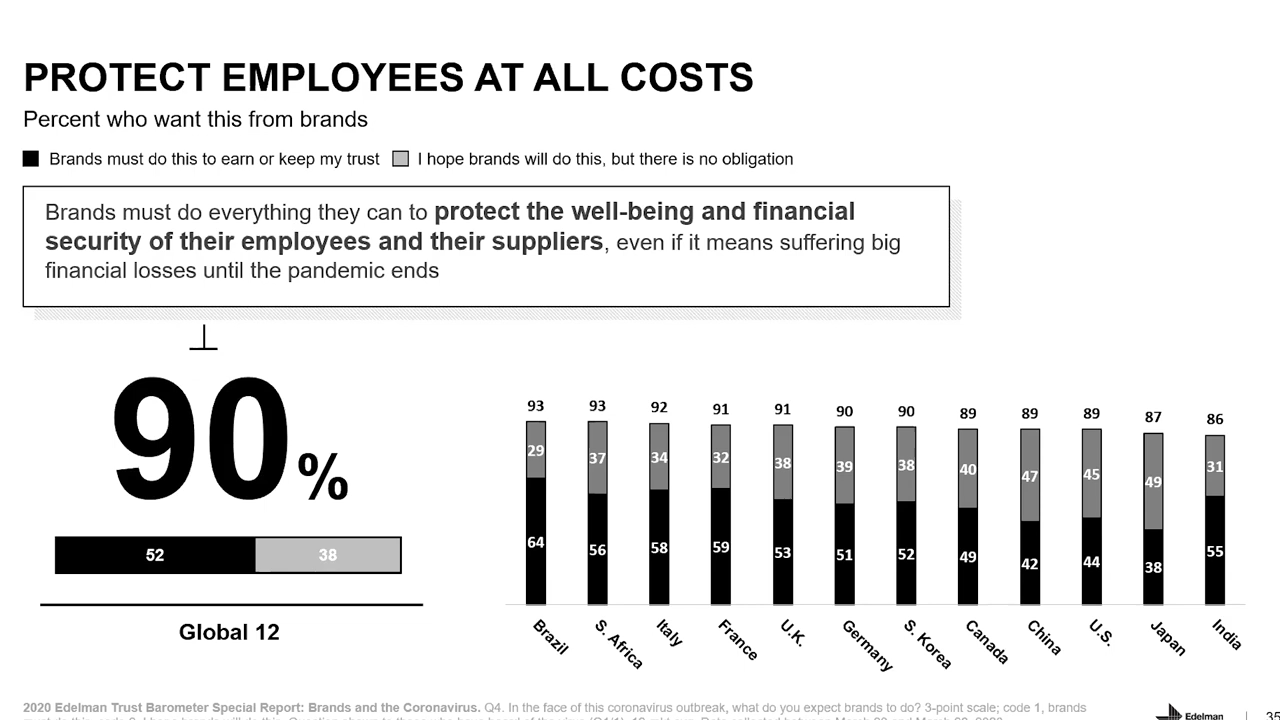 PROTECT EMPLOYEES AT ALL COSTS
Percent who want this from brands
Brands must do this to earn or keep my trust
I hope brands will do this, but there is no obligation
Brands must do everything they can to protect the well-being and financial
security of their employees and their suppliers, even if it means suffering big
financial losses until the pandemic ends
90%
52 38
Global 12
93 93 92 91 91 90 90 89 89 89 87 86
29 37 34 32 38 39 38 40 47 45 49 31
64 56 58 59 53 51 52 49 42 44 38 55
Brazil S. Africa Italy France U.K. Germany S. Korea Canada China U.S. Japan India
2020 Edelman Trust Barometer Special Report: Brands and the Coronavirus. Q4. In the face of this coronavirus outbreak, what do you expect brands to do? 3-point scale; code 1, brands
Edelman